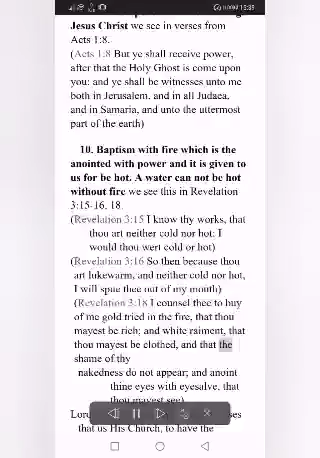 15:39
Jesus Christ we see in verses from
Acts 1:8.
(Acts 1:8 But ye shall receive power,
after that the Holy Ghost is come upon
you: and ye shall be witnesses unto me
both in Jerusalem, and in all Judaea,
and in Samaria, and unto the uttermost
part of the earth)
10. Baptism with fire which is the
anointed with power and it is given to
us for be hot. A water can not be hot
without fire we see this in Revelation
3:15-16, 18.
(Revelation 3:15 I know thy works, that
thou art neither cold nor hot: I
would thou wert cold or hot)
(Revelation 3:16 So then because thou
art lukewarm, and neither cold nor hot,
I will spue thee out of my mouth)
(Revelation 3:18 I counsel thee to buy
of me gold tried in the fire, that thou
mayest be rich; and white raiment, that
thou mayest be clothed, and that the
shame of thy
nakedness do not appear; and anoint
thine eyes with eyesalve, that
thou mayest see)
that us His Church, to have the